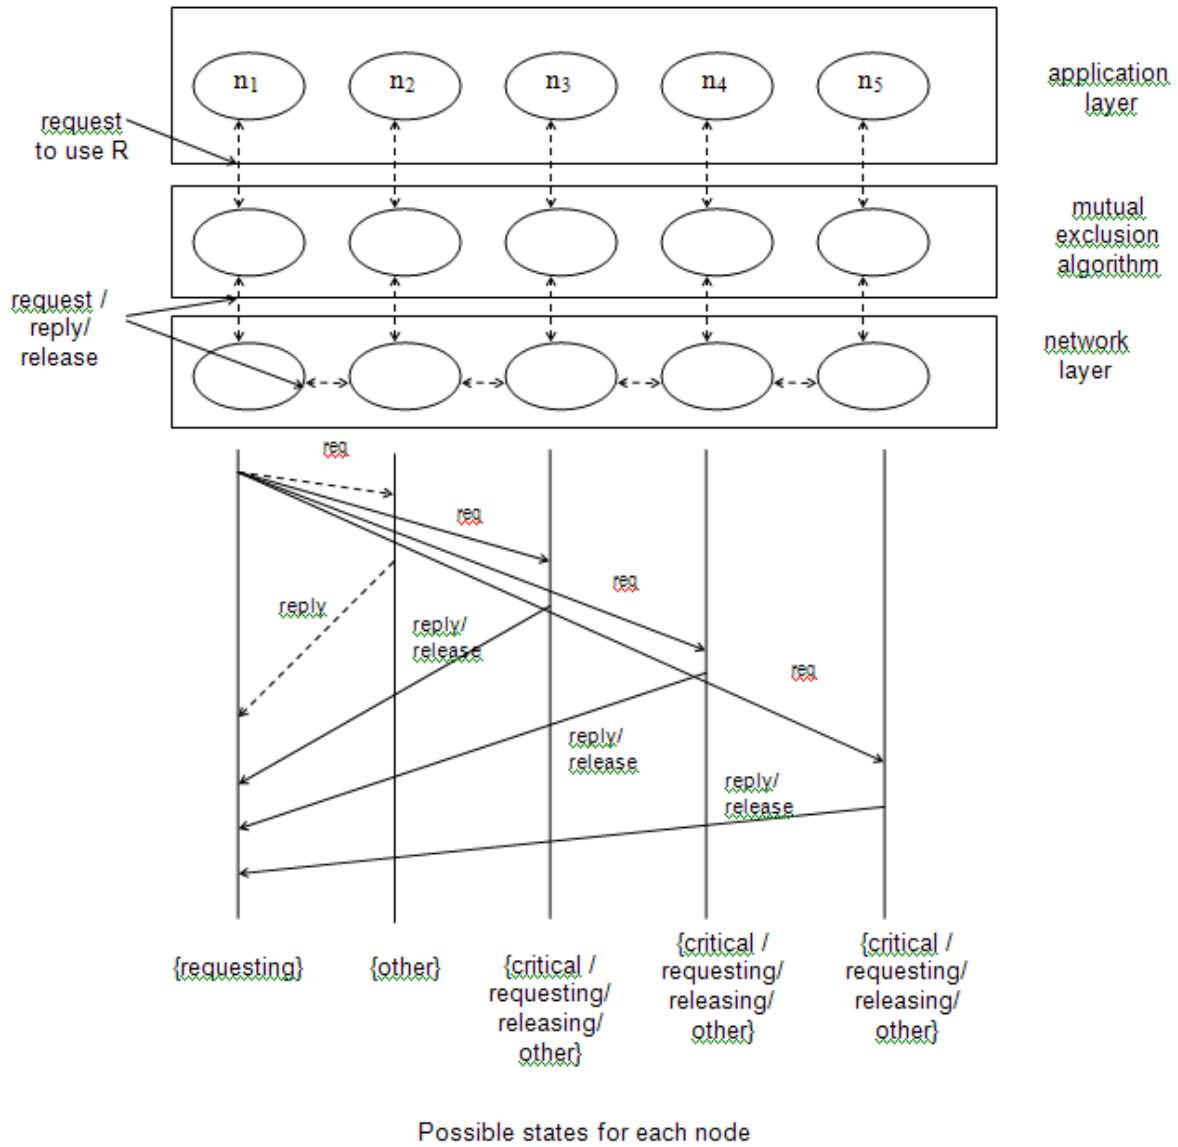 n1
n2
n3
n4
n5
application
layer
request
to use R
mutual
exclusion
algorithm
request /
reply/
release
network
layer
req
req
req
req
reply
reply/
release
reply/
release
reply/
release
{requesting}
{other}
{critical /
requesting/
releasing/
other}
{critical /
requesting/
releasing/
other}
{critical /
requesting/
releasing/
other}
Possible states for each node